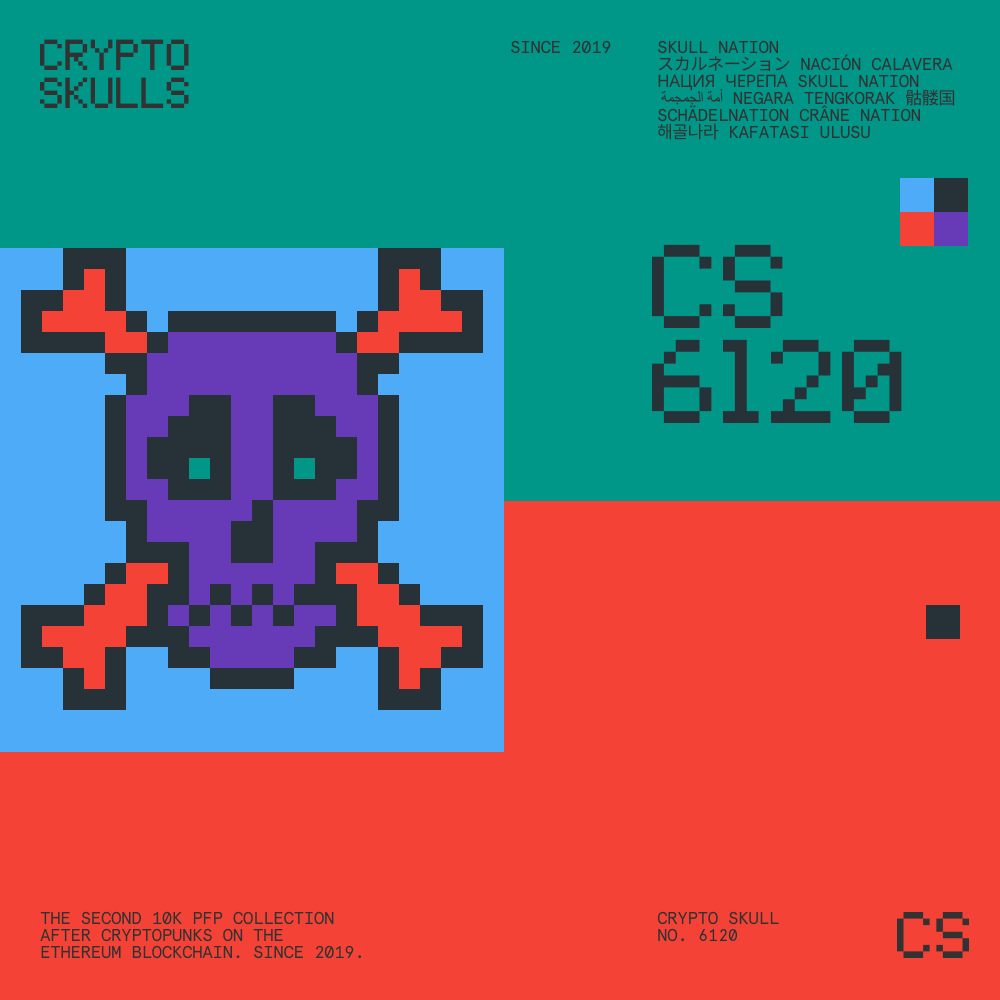 CRYPTO
SKULLS
SINCE 2019
SKULL NATION
スカルネーション NACIÓN CALAVERA
НАЦИЯ ЧЕРЕПА SKULL NATION
أمة الجمجمة NEGARA TENGKORAK 骷髅国
SCHÄDELNATION CRÂNE NATION
해골나라 KAFATASI ULUSU
CS
6120
THE SECOND 10K PFP COLLECTION
AFTER CRYPTOPUNKS ON THE
ETHEREUM BLOCKCHAIN. SINCE 2019.
CRYPTO SKULL
NO. 6120
CS